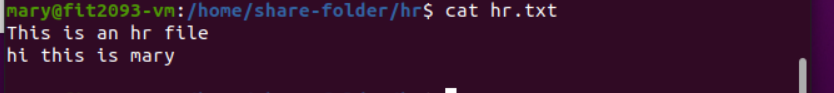 mary@fit2093-vm:/home/share-folder/hr$ cat hr.txt
This is an hr file
hi this is mary